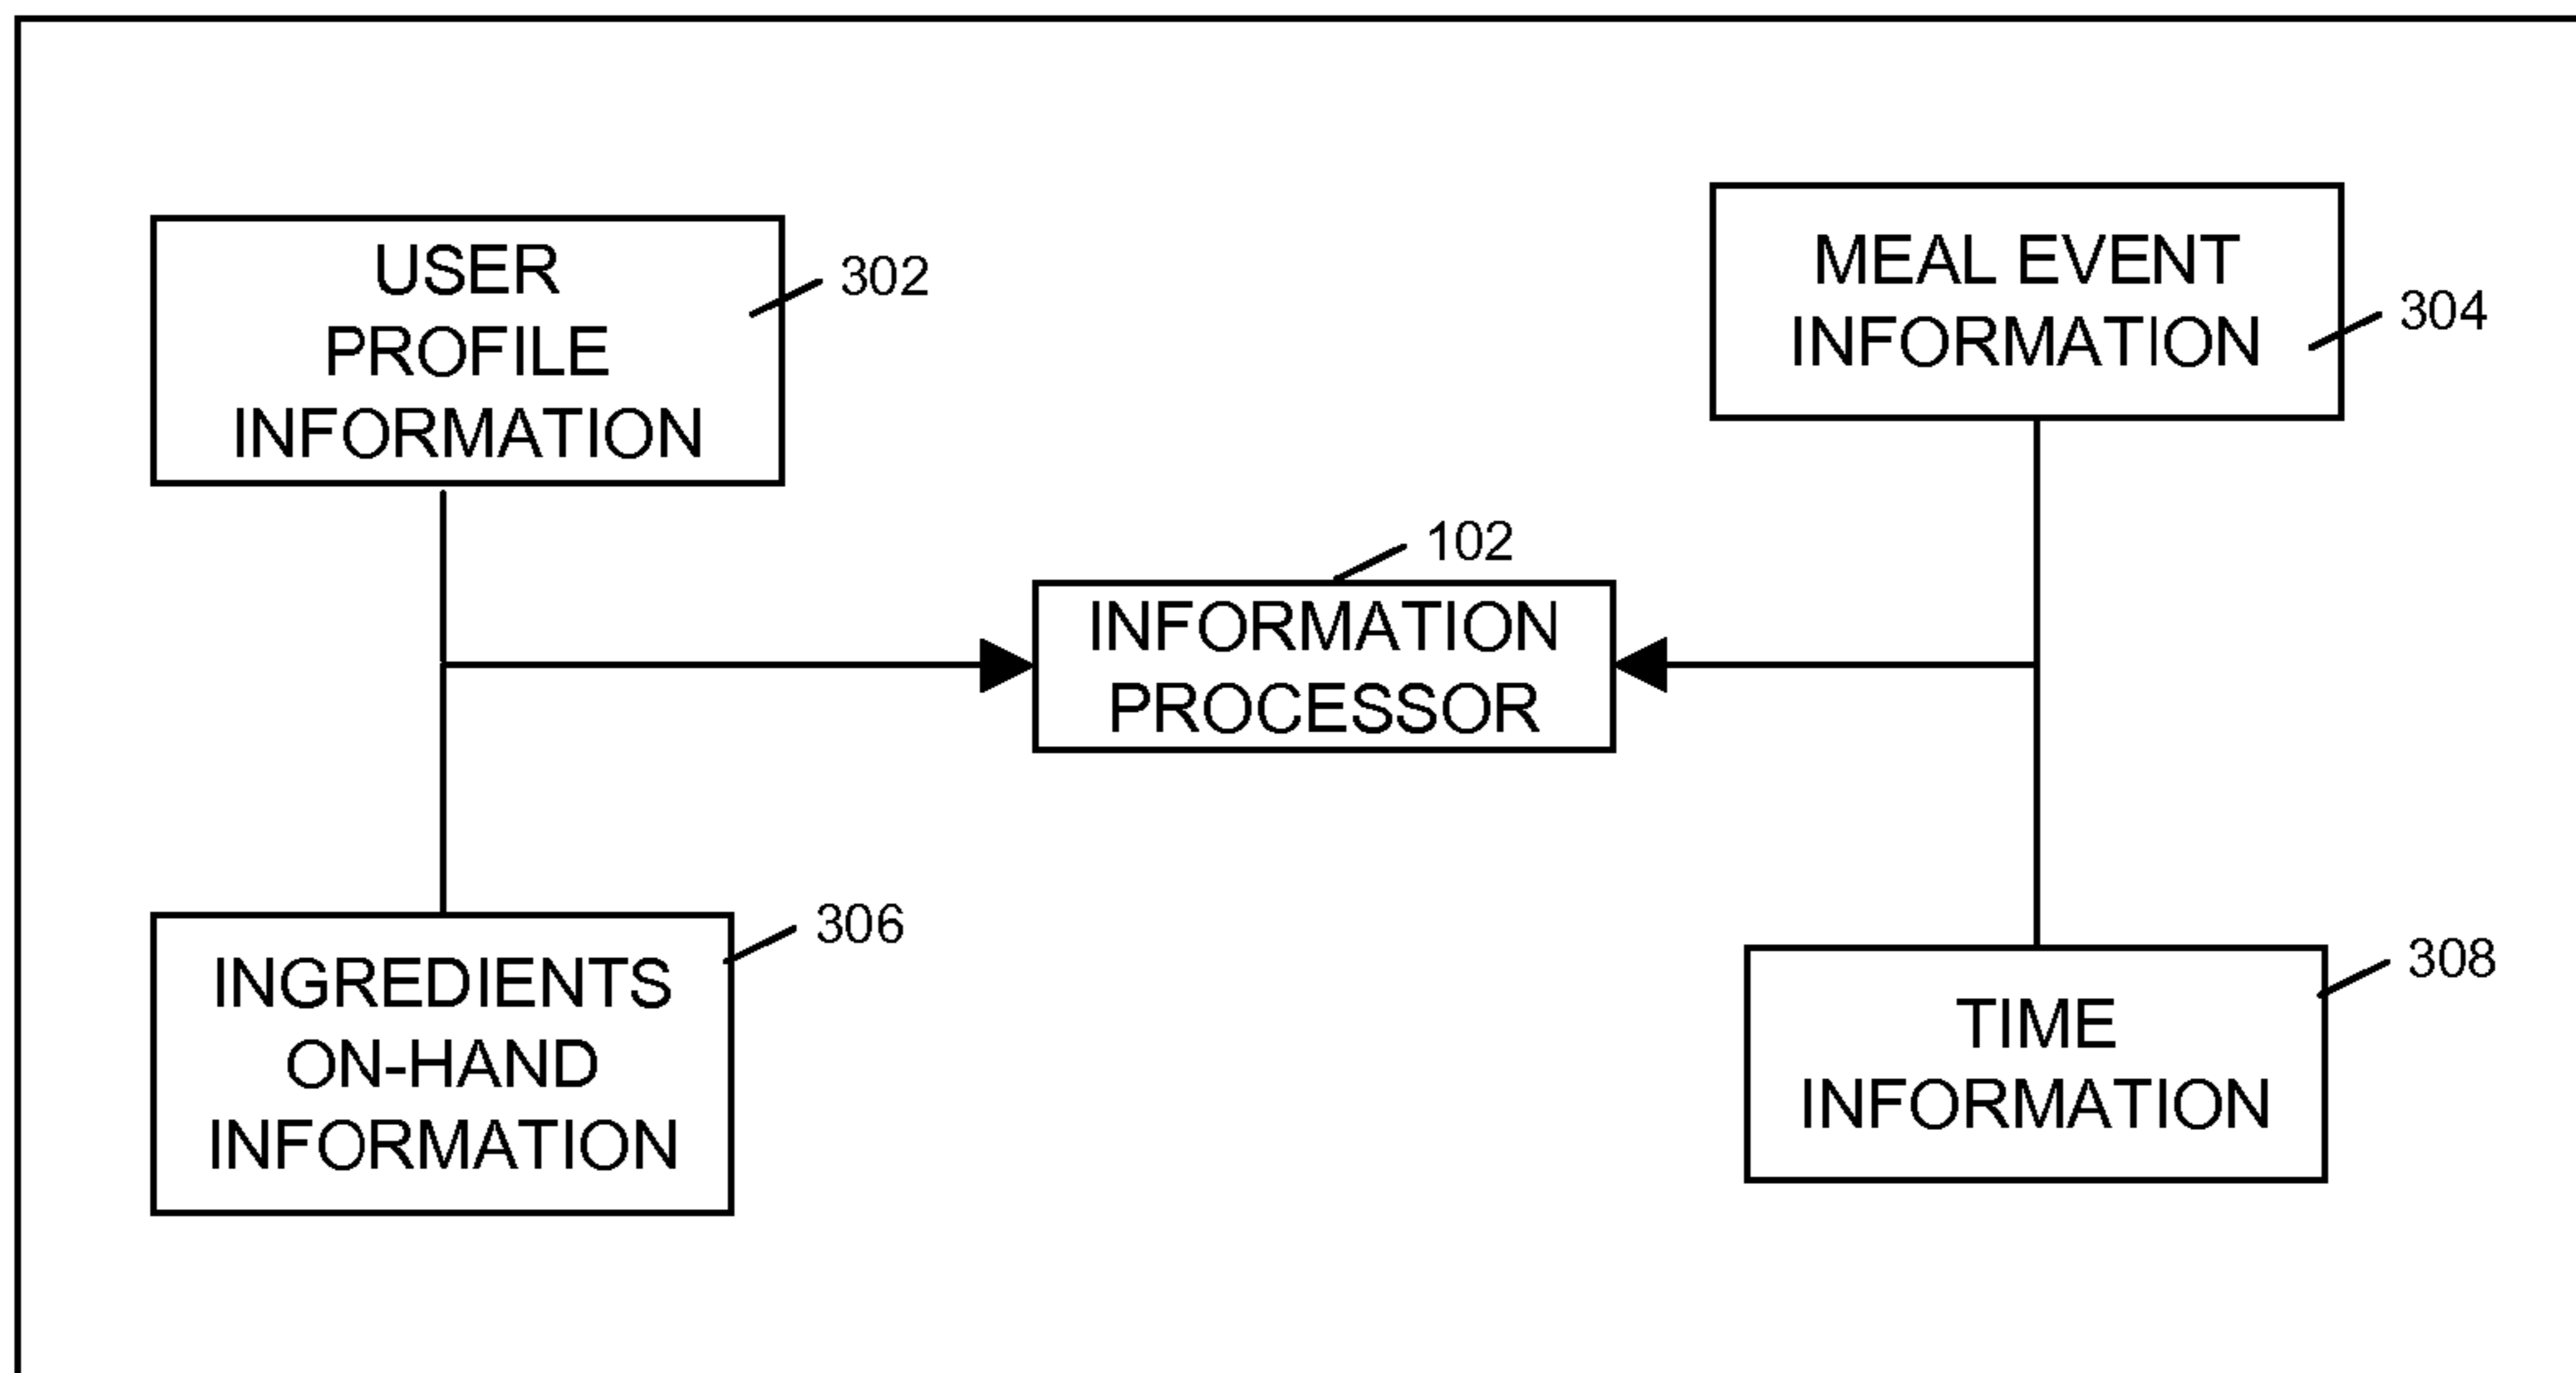 USER
PROFILE
INFORMATION
302
MEAL EVENT
INFORMATION
304
102
INFORMATION
PROCESSOR
306
INGREDIENTS
ON-HAND
INFORMATION
308
TIME
INFORMATION